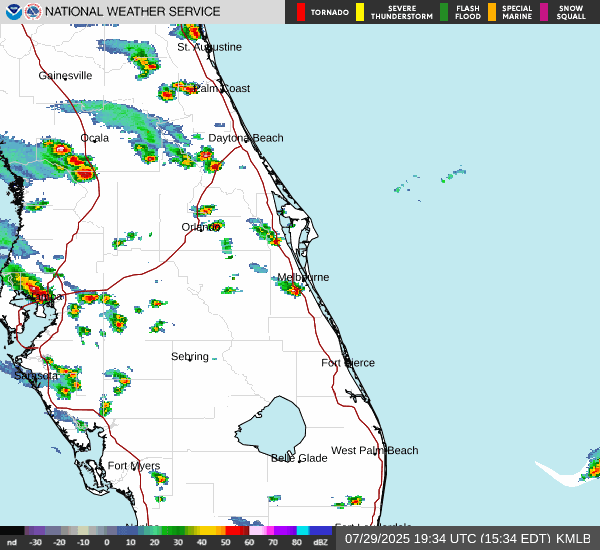 NATIONAL WEATHER SERVICE
TORNADO
SEVERE THUNDERSTORM
FLASH FLOOD
SPECIAL MARINE
SNOW SQUALL
St. Augustine
Gainesville
Palm Coast
Ocala
Daytona Beach
Orlando
Melbourne
Tampa
Sebring
Fort Pierce
Sarasota
West Palm Beach
Belle Glade
Fort Myers
Fort Lauderdale
nd -30 -20 -10 0 10 20 30 40 50 60 70 80 dBZ
07/29/2025 19:34 UTC (15:34 EDT) KMLB